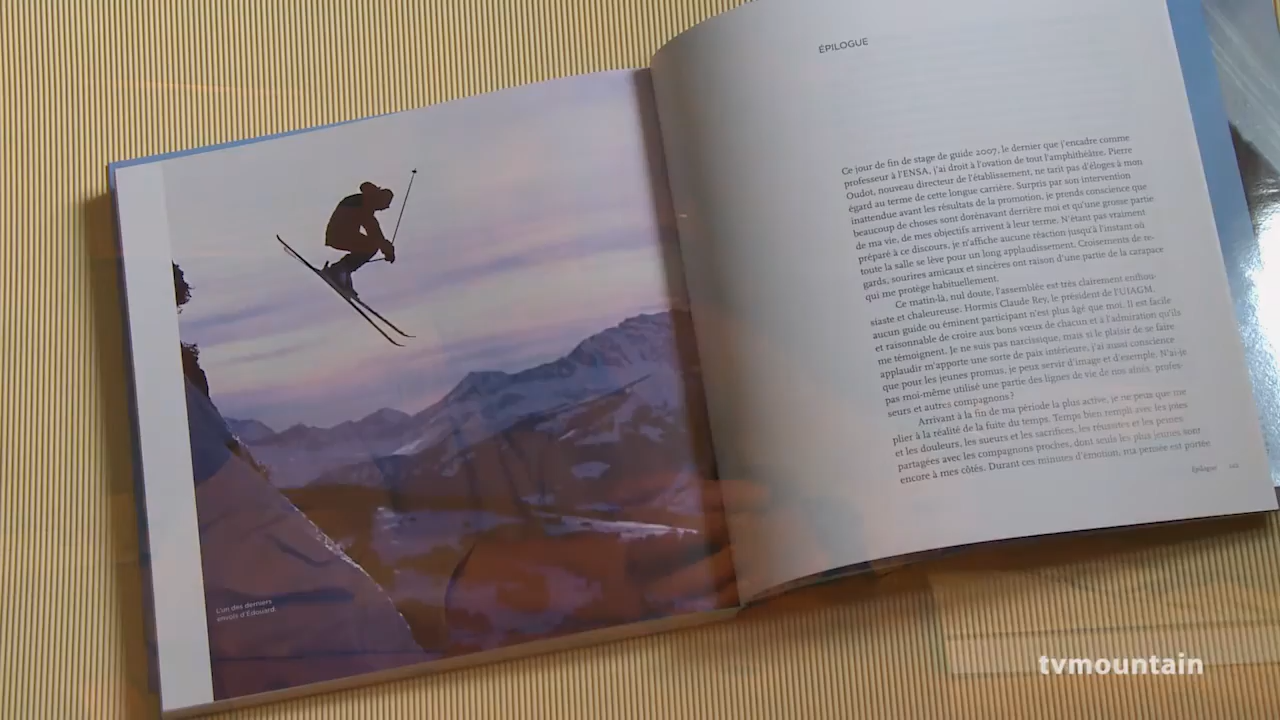 ÉPILOGUE
Ce jour de fin de stage de guide 2007, le dernier que j'encadre comme
professeur à l'ENSA, j'ai droit à l'ovation de tout l'amphithéâtre. Pierre
Oudot, nouveau directeur de l'établissement, ne tarit pas d'éloges à mon
égard au terme de cette longue carrière. Surpris par son intervention
inattendue avant les résultats de la promotion, je prends conscience que
beaucoup de choses sont dorénavant derrière moi et qu'une grosse partie
de ma vie, de mes objectifs arrivent à leur terme. N'étant pas vraiment
préparé à ce discours, je n'affiche aucune réaction jusqu'à l'instant où
toute la salle se lève pour un long applaudissement. Croisements de re-
gards, sourires amicaux et sincères ont raison d'une partie de la carapace
qui me protège habituellement.
Ce matin-là, nul doute, l'assemblée est très clairement enthou-
siaste et chaleureuse. Hormis Claude Rey, le président de l'UIAGM,
aucun guide ou éminent participant n'est plus âgé que moi. Il est facile
et raisonnable de croire aux bons vœux de chacun et à l'admiration qu'ils
me témoignent. Je ne suis pas narcissique, mais si le plaisir de se faire
applaudir m'apporte une sorte de paix intérieure, j'ai aussi conscience
que pour les jeunes promus, je peux servir d'image et d'exemple. N'ai-je
pas moi-même utilisé une partie des lignes de vie de nos aînés, profes-
seurs et autres compagnons?
Arrivant à la fin de ma période la plus active, je ne peux que me
plier à la réalité de la fuite du temps. Temps bien rempli avec les joies
et les douleurs, les sueurs et les sacrifices, les réussites et les peines
partagées avec les compagnons proches, dont seuls les plus jeunes sont
encore à mes côtés. Durant ces minutes d'émotion, ma pensée est portée
Épilogue
L'un des derniers
envols d'Édouard.
tvmountain